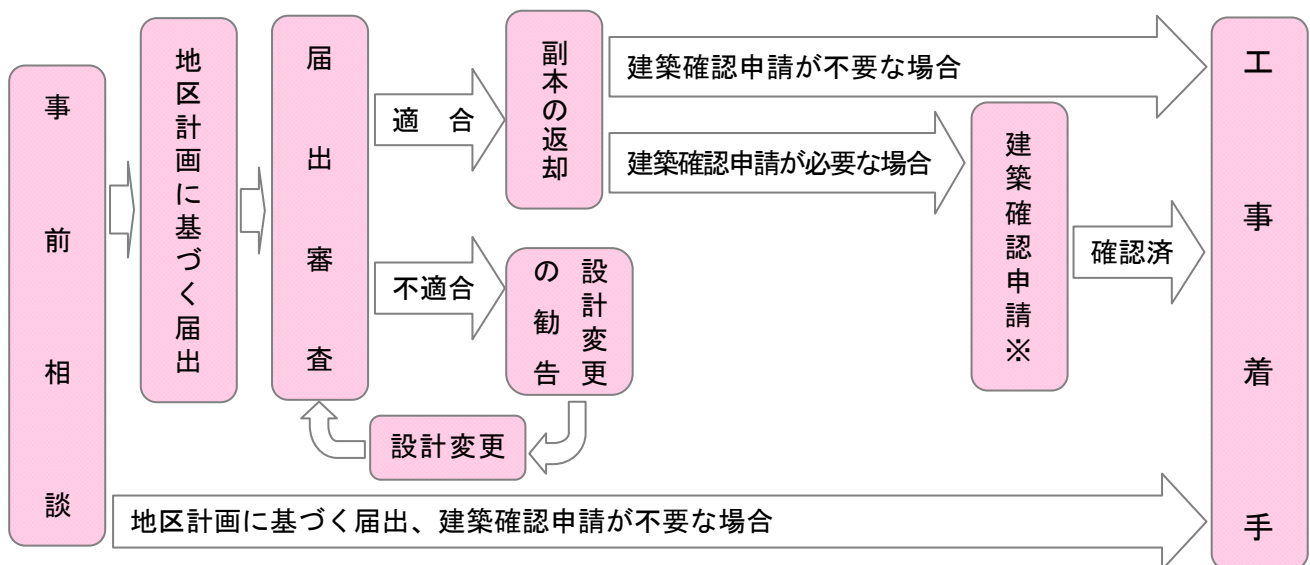 事前相談
地区計画に基づく届出
届出審査
適　合
副本の返却
建築確認申請が不要な場合
建築確認申請が必要な場合
建築確認申請※
確認済
工事着手
不適合
設計変更
の勧告
設計変更
地区計画に基づく届出、建築確認申請が不要な場合